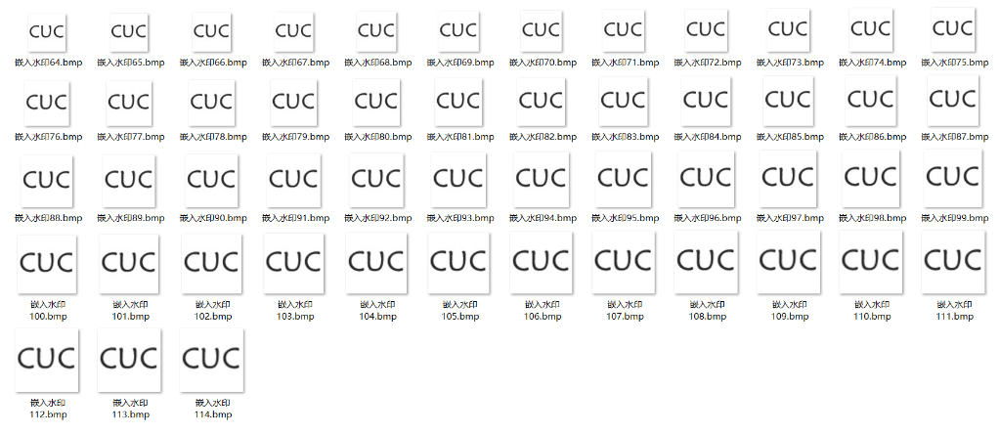 CUC CUC CUC CUC CUC CUC CUC CUC CUC CUC CUC CUC
嵌入水印64.bmp 嵌入水印65.bmp 嵌入水印66.bmp 嵌入水印67.bmp 嵌入水印68.bmp 嵌入水印69.bmp 嵌入水印70.bmp 嵌入水印71.bmp 嵌入水印72.bmp 嵌入水印73.bmp 嵌入水印74.bmp 嵌入水印75.bmp
CUC CUC CUC CUC CUC CUC CUC CUC CUC CUC CUC CUC
嵌入水印76.bmp 嵌入水印77.bmp 嵌入水印78.bmp 嵌入水印79.bmp 嵌入水印80.bmp 嵌入水印81.bmp 嵌入水印82.bmp 嵌入水印83.bmp 嵌入水印84.bmp 嵌入水印85.bmp 嵌入水印86.bmp 嵌入水印87.bmp
CUC CUC CUC CUC CUC CUC CUC CUC CUC CUC CUC CUC
嵌入水印88.bmp 嵌入水印89.bmp 嵌入水印90.bmp 嵌入水印91.bmp 嵌入水印92.bmp 嵌入水印93.bmp 嵌入水印94.bmp 嵌入水印95.bmp 嵌入水印96.bmp 嵌入水印97.bmp 嵌入水印98.bmp 嵌入水印99.bmp
CUC CUC CUC CUC CUC CUC CUC CUC CUC CUC CUC CUC
嵌入水印 嵌入水印 嵌入水印 嵌入水印 嵌入水印 嵌入水印 嵌入水印 嵌入水印 嵌入水印 嵌入水印 嵌入水印 嵌入水印
100.bmp 101.bmp 102.bmp 103.bmp 104.bmp 105.bmp 106.bmp 107.bmp 108.bmp 109.bmp 110.bmp 111.bmp
CUC CUC CUC
嵌入水印 嵌入水印 嵌入水印
112.bmp 113.bmp 114.bmp